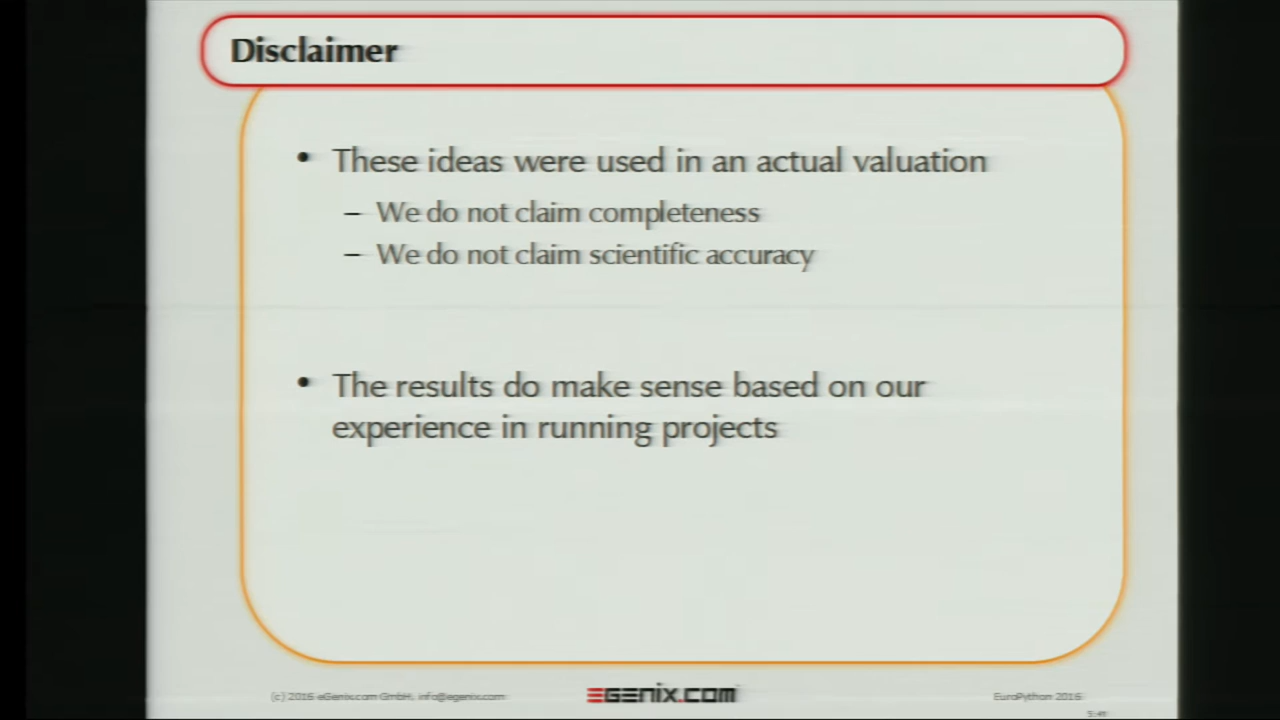 Disclaimer
• These ideas were used in an actual valuation
– We do not claim completeness
– We do not claim scientific accuracy
• The results do make sense based on our
experience in running projects
(c) 2016 eGenix.com GmbH, info@egenix.com
EGENIX.COM
EuroPython 2016